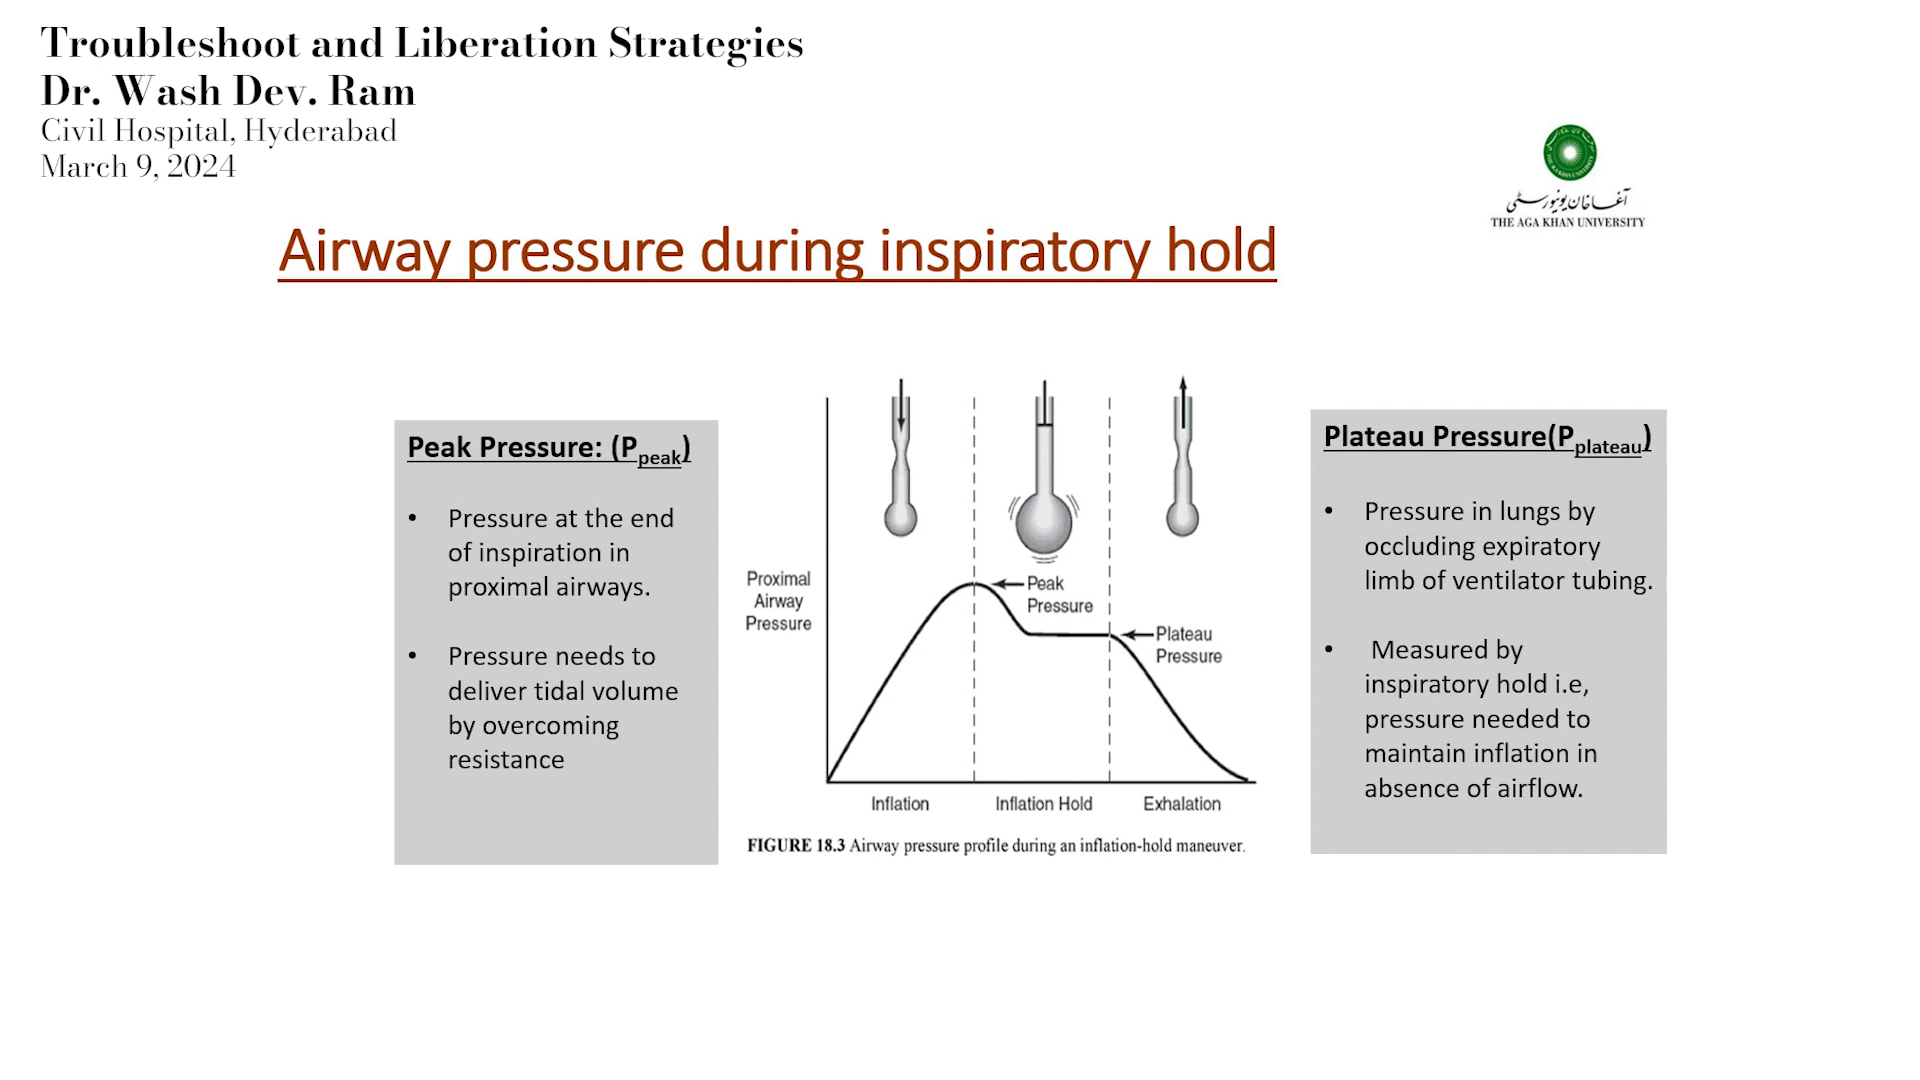 Troubleshoot and Liberation Strategies
Dr. Wash Dev. Ram
Civil Hospital, Hyderabad
March 9, 2024
آغا خان یونیورسٹی
THE AGA KHAN UNIVERSITY
Airway pressure during inspiratory hold
Peak Pressure: (Ppeak)
• Pressure at the end
of inspiration in
proximal airways.
• Pressure needs to
deliver tidal volume
by overcoming
resistance
Proximal
Airway
Pressure
Peak
Pressure
Plateau
Pressure
Inflation
Inflation Hold
Exhalation
FIGURE 18.3 Airway pressure profile during an inflation-hold maneuver.
Plateau Pressure(Pplateau)
• Pressure in lungs by
occluding expiratory
limb of ventilator tubing.
• Measured by
inspiratory hold i.e,
pressure needed to
maintain inflation in
absence of airflow.